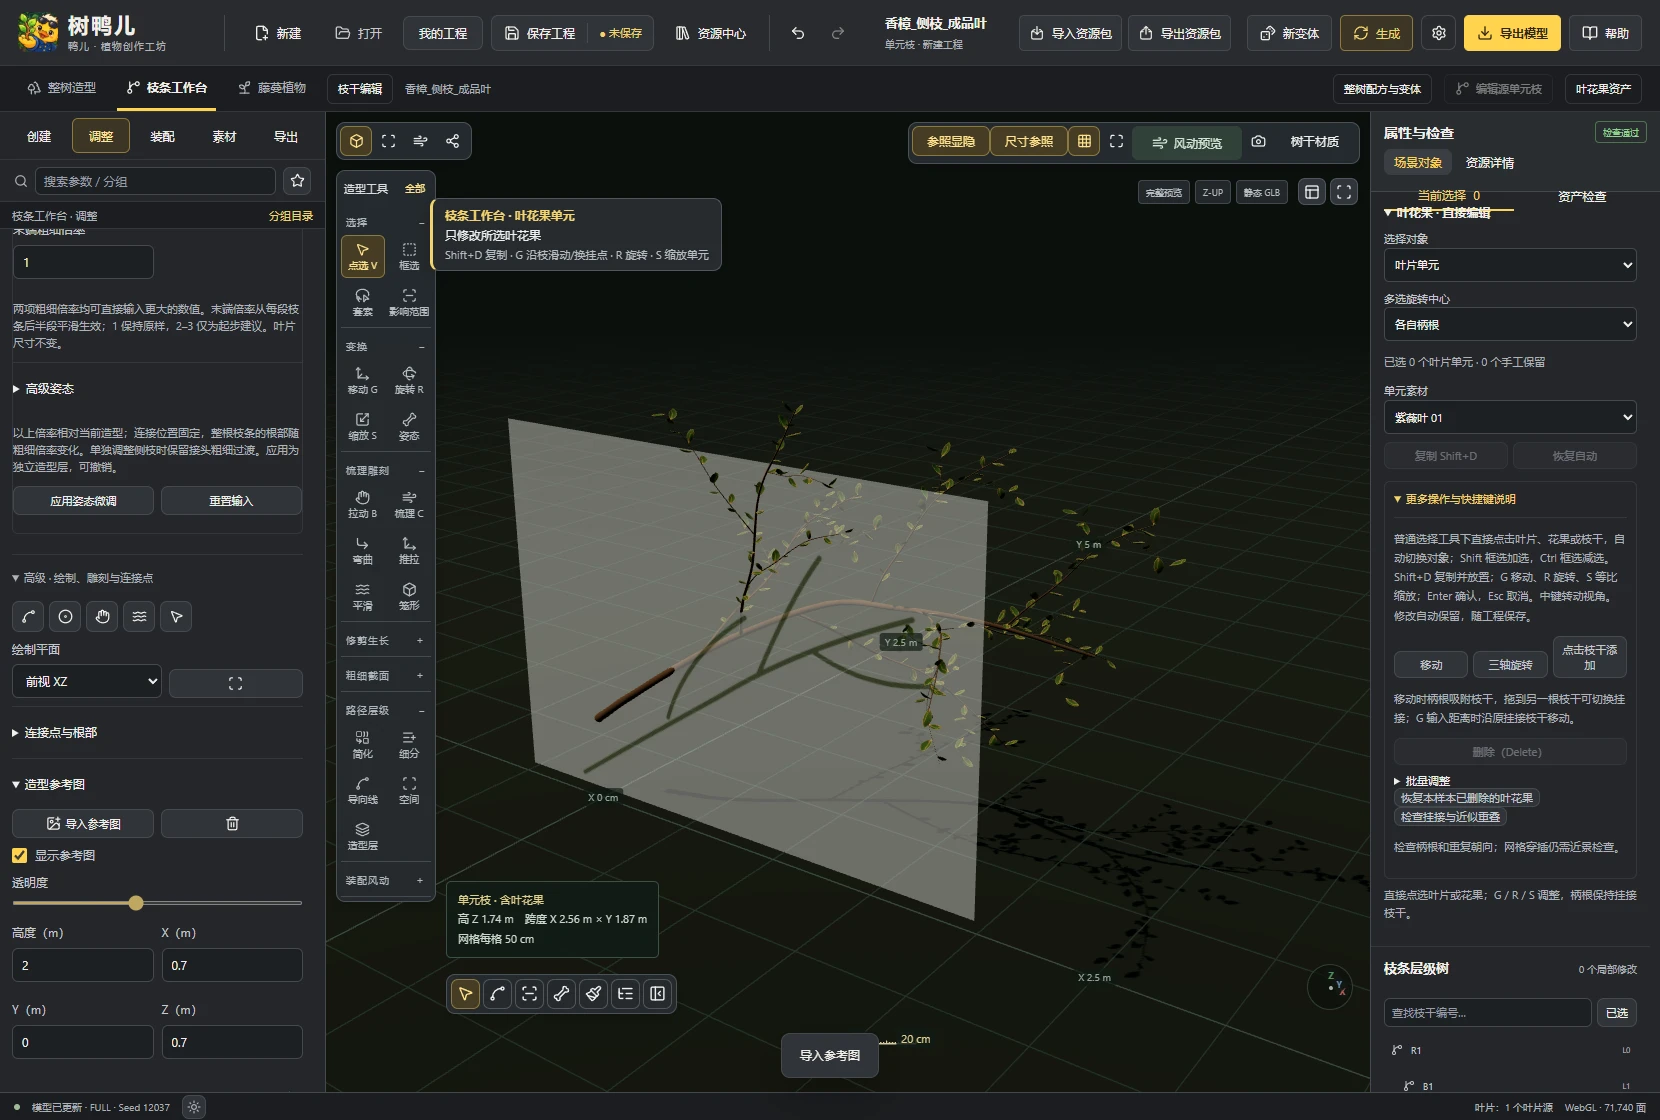 树鸭儿
鸭儿 · 植物创作工坊
新建
打开
我的工程
保存工程
未保存
资源中心
香樟_侧枝_成品叶
单元枝 · 新建工程
导入资源包
导出资源包
新变体
生成
导出模型
帮助
整树造型
枝条工作台
藤蔓植物
枝干编辑
香樟_侧枝_成品叶
整树配方与变体
编辑源单元枝
叶花果资产
创建
调整
装配
素材
导出
搜索参数 / 分组
枝条工作台 · 调整
分组目录
末端粗细倍率
1
两项粗细倍率均可直接输入更大的数值。末端倍率从每段枝
条后半段平滑生效；1 保持原样，2–3 仅为起步建议。叶片
尺寸不变。
高级姿态
以上倍率相对当前造型；连接位置固定，整根枝条的根部随
粗细倍率变化。单独调整侧枝时保留接头粗细过渡。应用为
独立造型层，可撤销。
应用姿态微调
重置输入
高级 · 绘制、雕刻与连接点
绘制平面
前视 XZ
连接点与根部
造型参考图
导入参考图
显示参考图
透明度
高度（m）
X（m）
2
0.7
Y（m）
Z（m）
0
0.7
模型已更新 · FULL · Seed 12037
造型工具
全部
选择
点选 V
框选
套索
影响范围
变换
移动 G
旋转 R
缩放 S
姿态
梳理雕刻
拉动 B
梳理 C
弯曲
推拉
平滑
笼形
修剪生长
粗细截面
路径层级
简化
细分
导向线
空间
造型层
装配风动
枝条工作台 · 叶花果单元
只修改所选叶花果
Shift+D 复制 · G 沿枝滑动/换挂点 · R 旋转 · S 缩放单元
参照显隐
尺寸参照
风动预览
树干材质
完整预览
Z-UP
静态 GLB
Y 5 m
Y 2.5 m
X 0 cm
X 2.5 m
单元枝 · 含叶花果
高 Z 1.74 m 跨度 X 2.56 m × Y 1.87 m
网格每格 50 cm
导入参考图
20 cm
Z
Y
X
属性与检查
检查通过
场景对象
资源详情
当前选择 0
资产检查
叶花果 · 直接编辑
选择对象
叶片单元
多选旋转中心
各自柄根
已选 0 个叶片单元 · 0 个手工保留
单元素材
紫薇叶 01
复制 Shift+D
恢复自动
更多操作与快捷键说明
普通选择工具下直接点击叶片、花果或枝干，自
动切换对象；Shift 框选加选，Ctrl 框选减选。
Shift+D 复制并放置；G 移动、R 旋转、S 等比
缩放；Enter 确认，Esc 取消。中键转动视角。
修改自动保留，随工程保存。
移动
三轴旋转
点击枝干添
加
移动时柄根吸附枝干，拖到另一根枝干可切换挂
接；G 输入距离时沿原挂接枝干移动。
删除（Delete）
批量调整
恢复本样本已删除的叶花果
检查挂接与近似重叠
检查柄根和重复朝向；网格穿插仍需近景检查。
直接点选叶片或花果；G / R / S 调整，柄根保持挂接
枝干。
枝条层级树
0 个局部修改
查找枝干编号...
已选
R1
L0
B1
L1
叶片：1 个叶片源
WebGL · 71,740 面